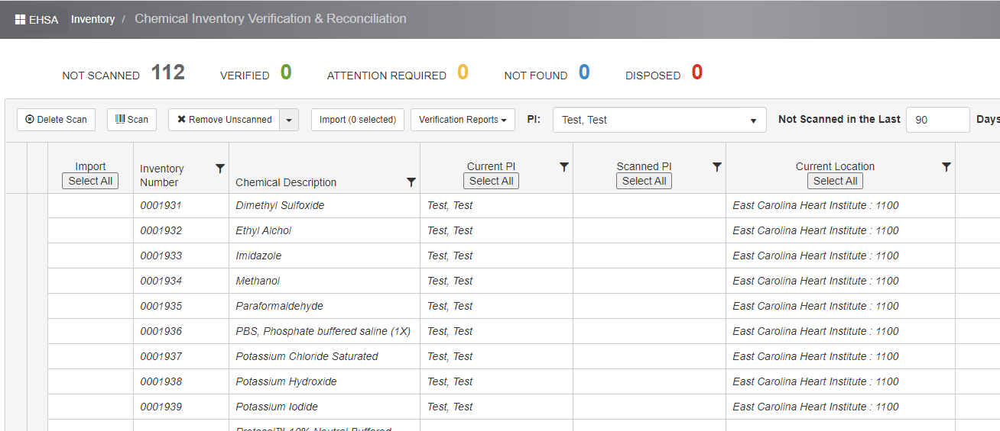 EHSA Inventory / Chemical Inventory Verification & Reconciliation
NOT SCANNED 112 VERIFIED 0 ATTENTION REQUIRED 0 NOT FOUND 0 DISPOSED 0
Delete Scan Scan Remove Unscanned Import (0 selected) Verification Reports PI: Test, Test Not Scanned in the Last 90 Days
Import Select All
Inventory Number
Chemical Description
Current PI Select All
Scanned PI Select All
Current Location Select All
0001931 Dimethyl Sulfoxide Test, Test East Carolina Heart Institute : 1100
0001932 Ethyl Alchol Test, Test East Carolina Heart Institute : 1100
0001933 Imidazole Test, Test East Carolina Heart Institute : 1100
0001934 Methanol Test, Test East Carolina Heart Institute : 1100
0001935 Paraformaldehyde Test, Test East Carolina Heart Institute : 1100
0001936 PBS, Phosphate buffered saline (1X) Test, Test East Carolina Heart Institute : 1100
0001937 Potassium Chloride Saturated Test, Test East Carolina Heart Institute : 1100
0001938 Potassium Hydroxide Test, Test East Carolina Heart Institute : 1100
0001939 Potassium Iodide Test, Test East Carolina Heart Institute : 1100
10% Neutral Buffered